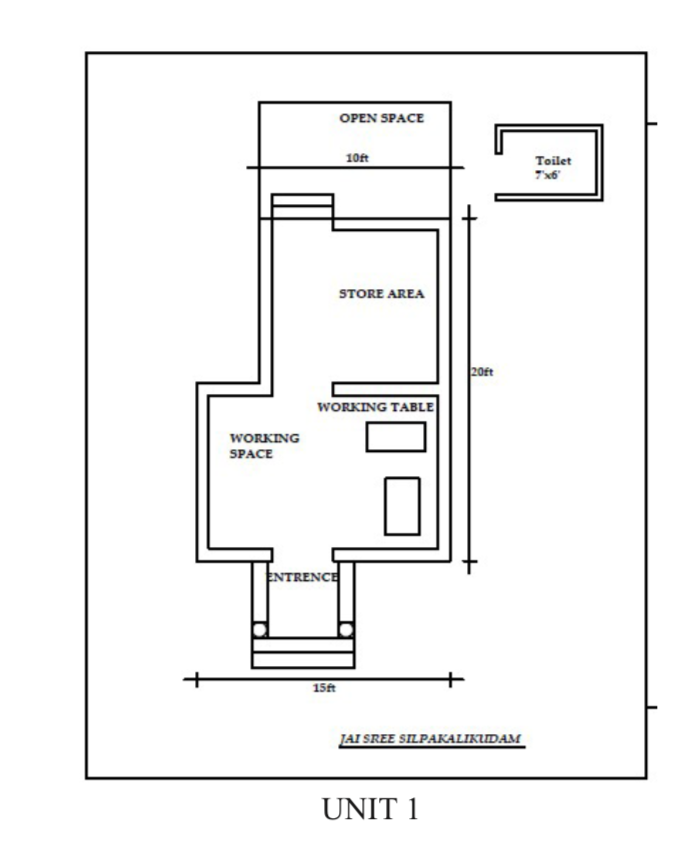 OPEN SPACE
10ft
Toilet
7'x6'
STORE AREA
20ft
WORKING TABLE
WORKING
SPACE
ENTRENCE
15ft
JAI SREE SILPAKALIKUDAM
UNIT 1